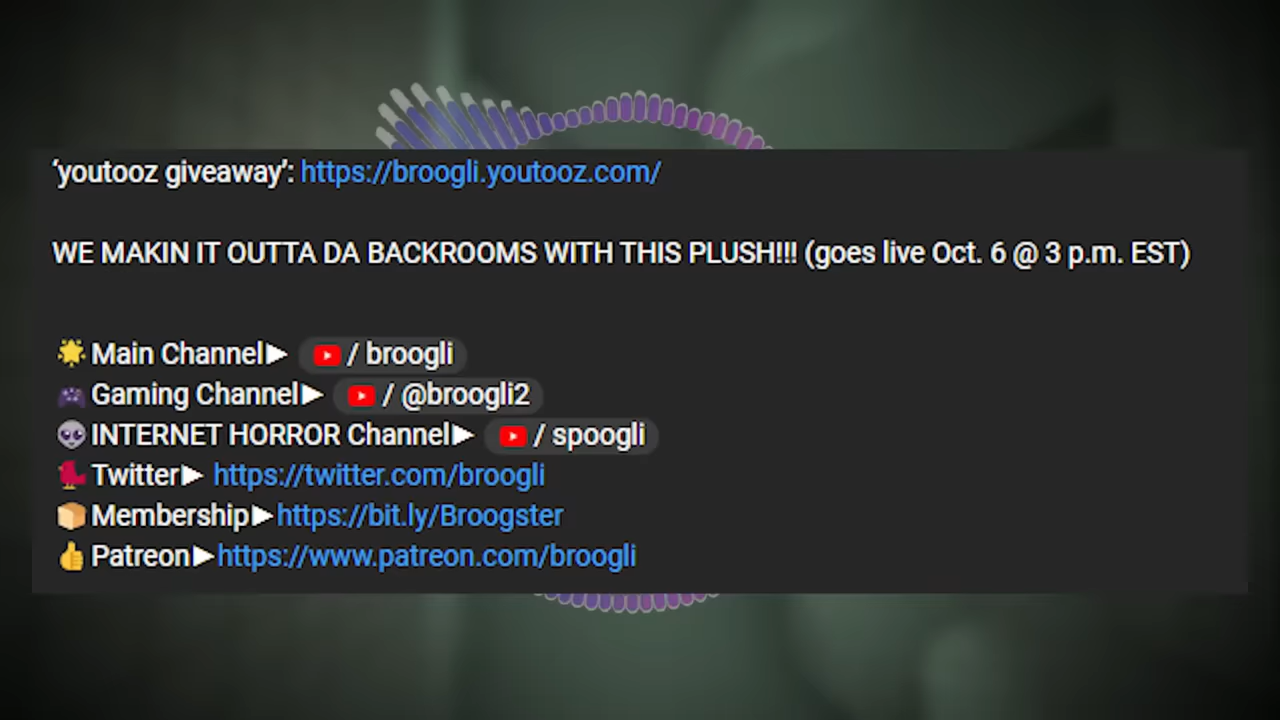 ‘youtooz giveaway’: https://broogli.youtooz.com/
WE MAKIN IT OUTTA DA BACKROOMS WITH THIS PLUSH!!! (goes live Oct. 6 @ 3 p.m. EST)
🌟 Main Channel► / broogli
🎮 Gaming Channel► / @broogli2
👽 INTERNET HORROR Channel► / spoogli
🐦 Twitter► https://twitter.com/broogli
🍞 Membership►https://bit.ly/Broogster
👍 Patreon►https://www.patreon.com/broogli